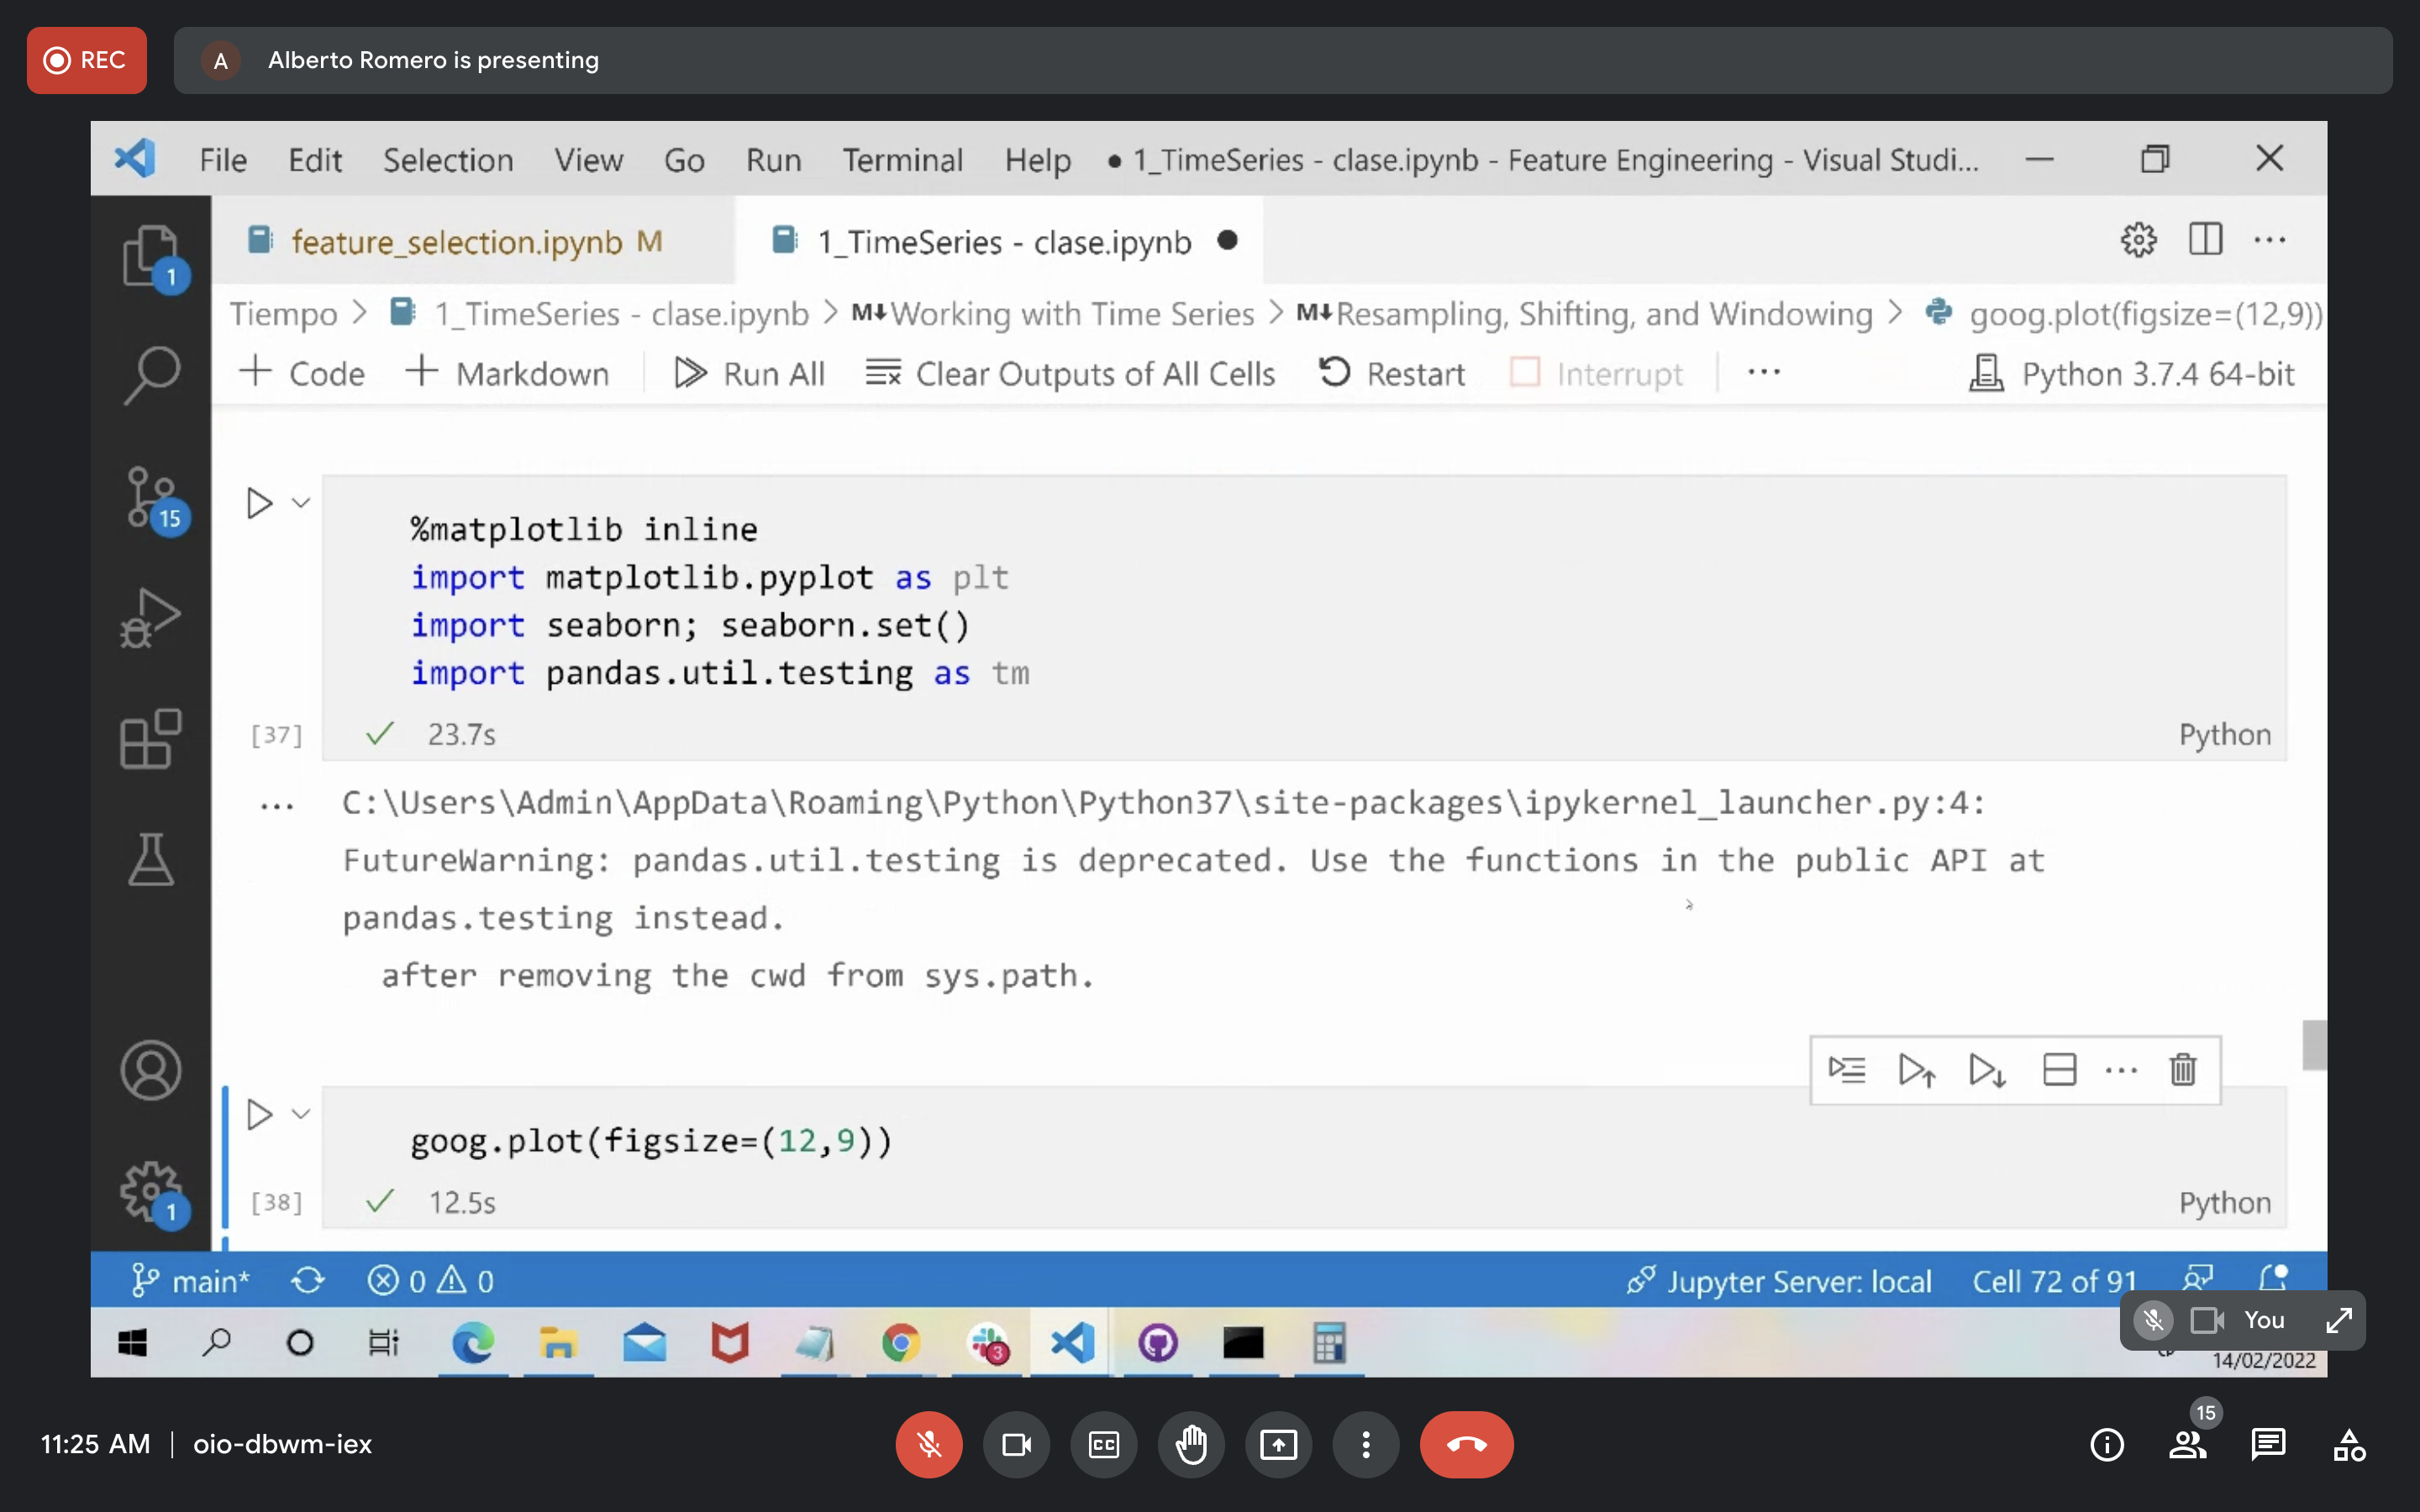 REC
A
Alberto Romero is presenting
File Edit Selection View Go Run Terminal Help ● 1_TimeSeries - clase.ipynb - Feature Engineering - Visual Studi...
feature_selection.ipynb M
1_TimeSeries - clase.ipynb ●
1
Tiempo > 1_TimeSeries - clase.ipynb > M↓Working with Time Series > M↓Resampling, Shifting, and Windowing > goog.plot(figsize=(12,9))
+ Code + Markdown Run All Clear Outputs of All Cells Restart Interrupt ... Python 3.7.4 64-bit
15
%matplotlib inline
import matplotlib.pyplot as plt
import seaborn; seaborn.set()
import pandas.util.testing as tm
[37] ✓ 23.7s Python
... C:\Users\Admin\AppData\Roaming\Python\Python37\site-packages\ipykernel_launcher.py:4:
FutureWarning: pandas.util.testing is deprecated. Use the functions in the public API at
pandas.testing instead.
after removing the cwd from sys.path.
goog.plot(figsize=(12,9))
[38] ✓ 12.5s Python
1
main* 0 0 Jupyter Server: local Cell 72 of 91
3
You
14/02/2022
11:25 AM | oio-dbwm-iex
CC
15